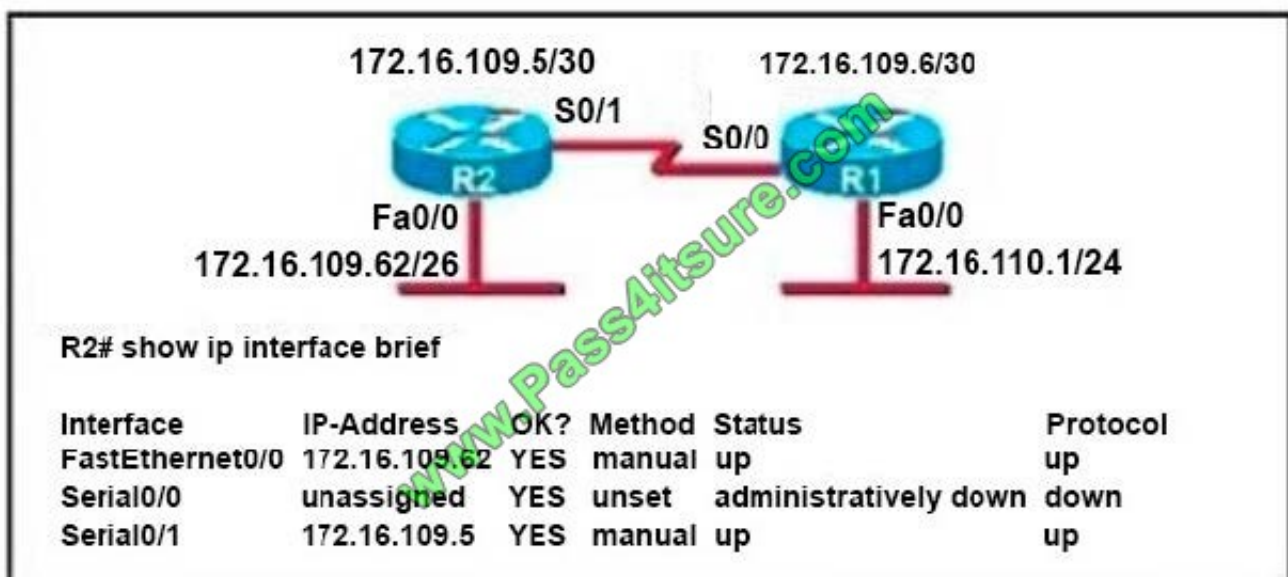 172.16.109.5/30
172.16.109.6/30
S0/1
S0/0
R2
R1
Fa0/0
Fa0/0
172.16.109.62/26
172.16.110.1/24
www.Pass4itsure.com
R2# show ip interface brief
Interface IP-Address OK? Method Status Protocol
FastEthernet0/0 172.16.109.62 YES manual up up
Serial0/0 unassigned YES unset administratively down down
Serial0/1 172.16.109.5 YES manual up up